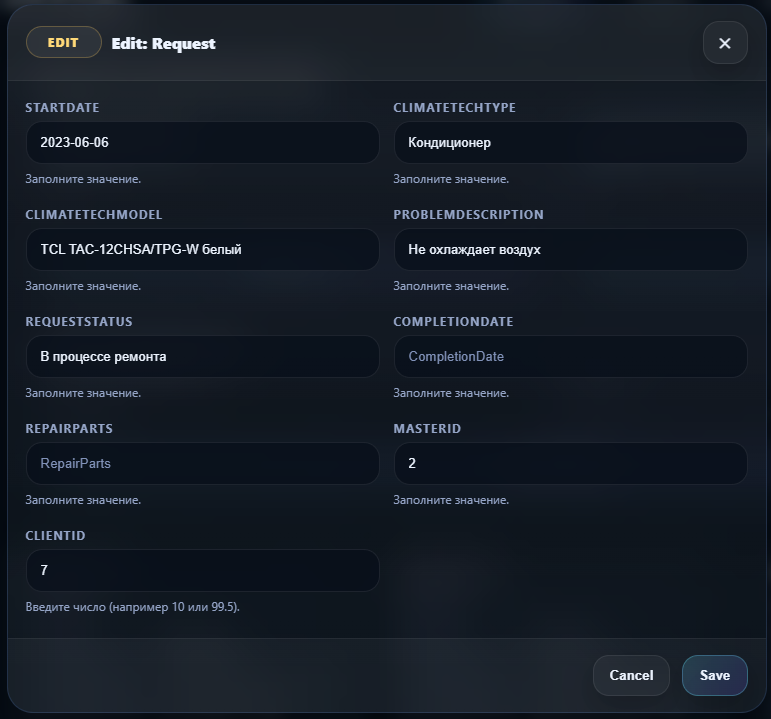 EDIT
Edit: Request
✕
STARTDATE
CLIMATETECHTYPE
2023-06-06
Кондиционер
Заполните значение.
Заполните значение.
CLIMATETECHMODEL
PROBLEMDESCRIPTION
TCL TAC-12CHSA/TPG-W белый
Не охлаждает воздух
Заполните значение.
Заполните значение.
REQUESTSTATUS
COMPLETIONDATE
В процессе ремонта
CompletionDate
Заполните значение.
Заполните значение.
REPAIRPARTS
MASTERID
RepairParts
2
Заполните значение.
Заполните значение.
CLIENTID
7
Введите число (например 10 или 99.5).
Cancel
Save